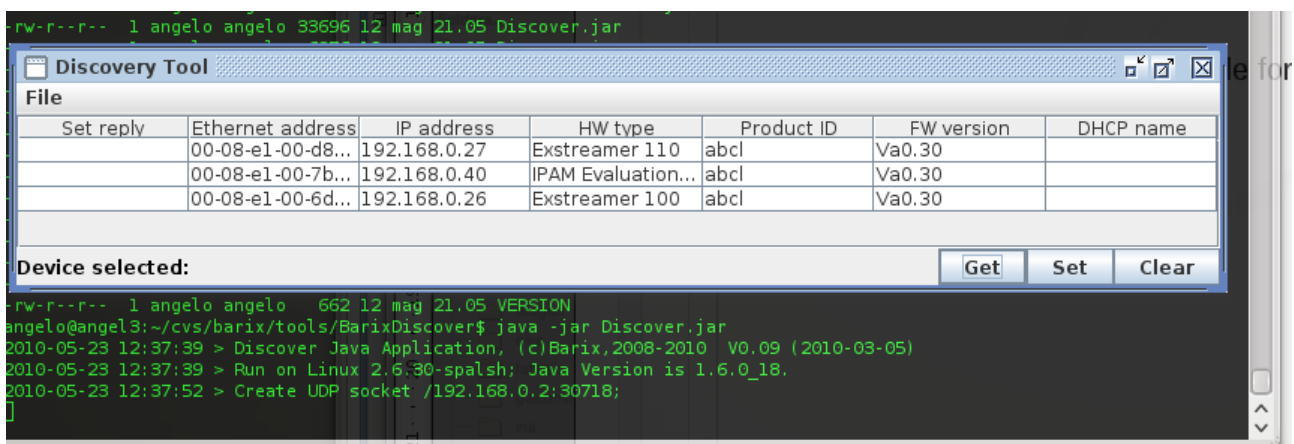 -rw-r--r-- 1 angelo angelo 33696 12 mag 21.05 Discover.jar
Discovery Tool
le for
File
Set reply Ethernet address IP address HW type Product ID FW version DHCP name
00-08-e1-00-d8... 192.168.0.27 Exstreamer 110 abcl Va0.30
00-08-e1-00-7b... 192.168.0.40 IPAM Evaluation... abcl Va0.30
00-08-e1-00-6d... 192.168.0.26 Exstreamer 100 abcl Va0.30
Device selected: Get Set Clear
-rw-r--r-- 1 angelo angelo 662 12 mag 21.05 VERSION
angelo@angel3:~/cvs/barix/tools/BarixDiscover$ java -jar Discover.jar
2010-05-23 12:37:39 > Discover Java Application, (c)Barix,2008-2010 V0.09 (2010-03-05)
2010-05-23 12:37:39 > Run on Linux 2.6.30-spalsh; Java Version is 1.6.0_18.
2010-05-23 12:37:52 > Create UDP socket /192.168.0.2:30718;